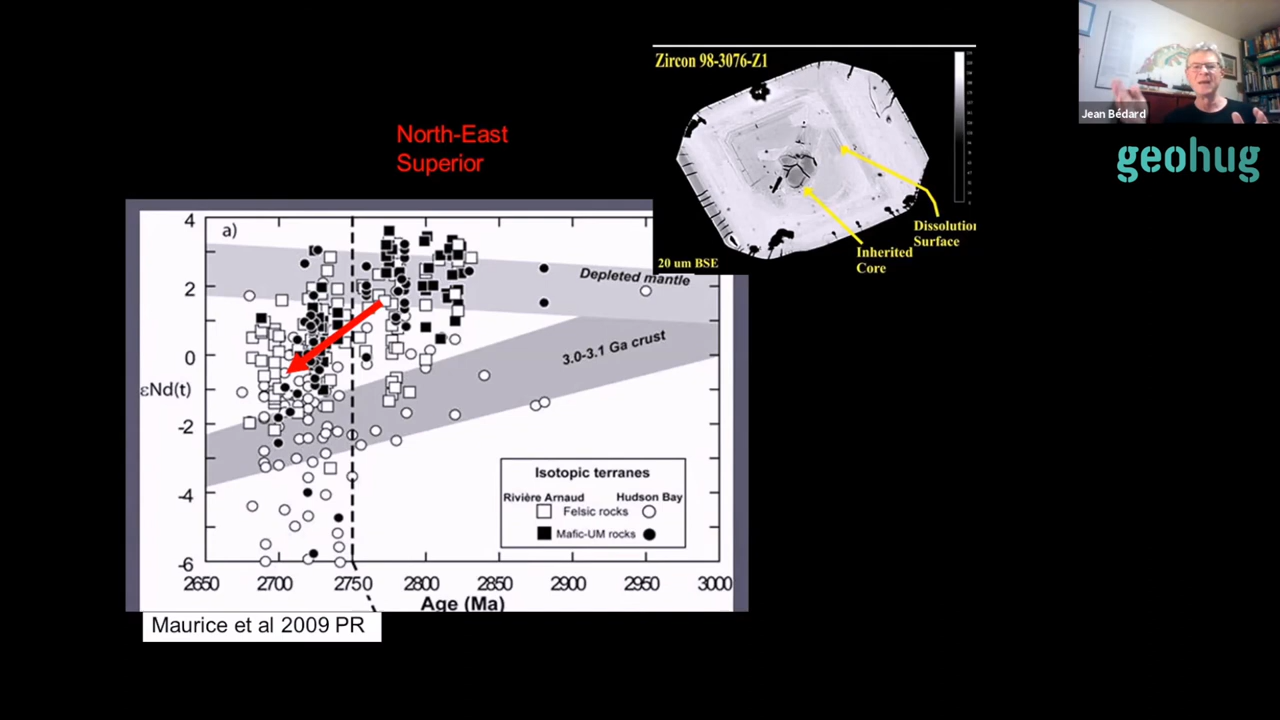 Zircon 98-3076-Z1
Jean Bédard
geohug
North-East
Superior
Dissolution
Surface
Inherited
Core
20 um BSE
a)
Depleted mantle
3.0-3.1 Ga crust
4
2
0
εNd(t)
-2
-4
-6
Isotopic terranes
Rivière Arnaud Hudson Bay
Felsic rocks
Mafic-UM rocks
2650 2700 2750 2800 2850 2900 2950 3000
Age (Ma)
Maurice et al 2009 PR